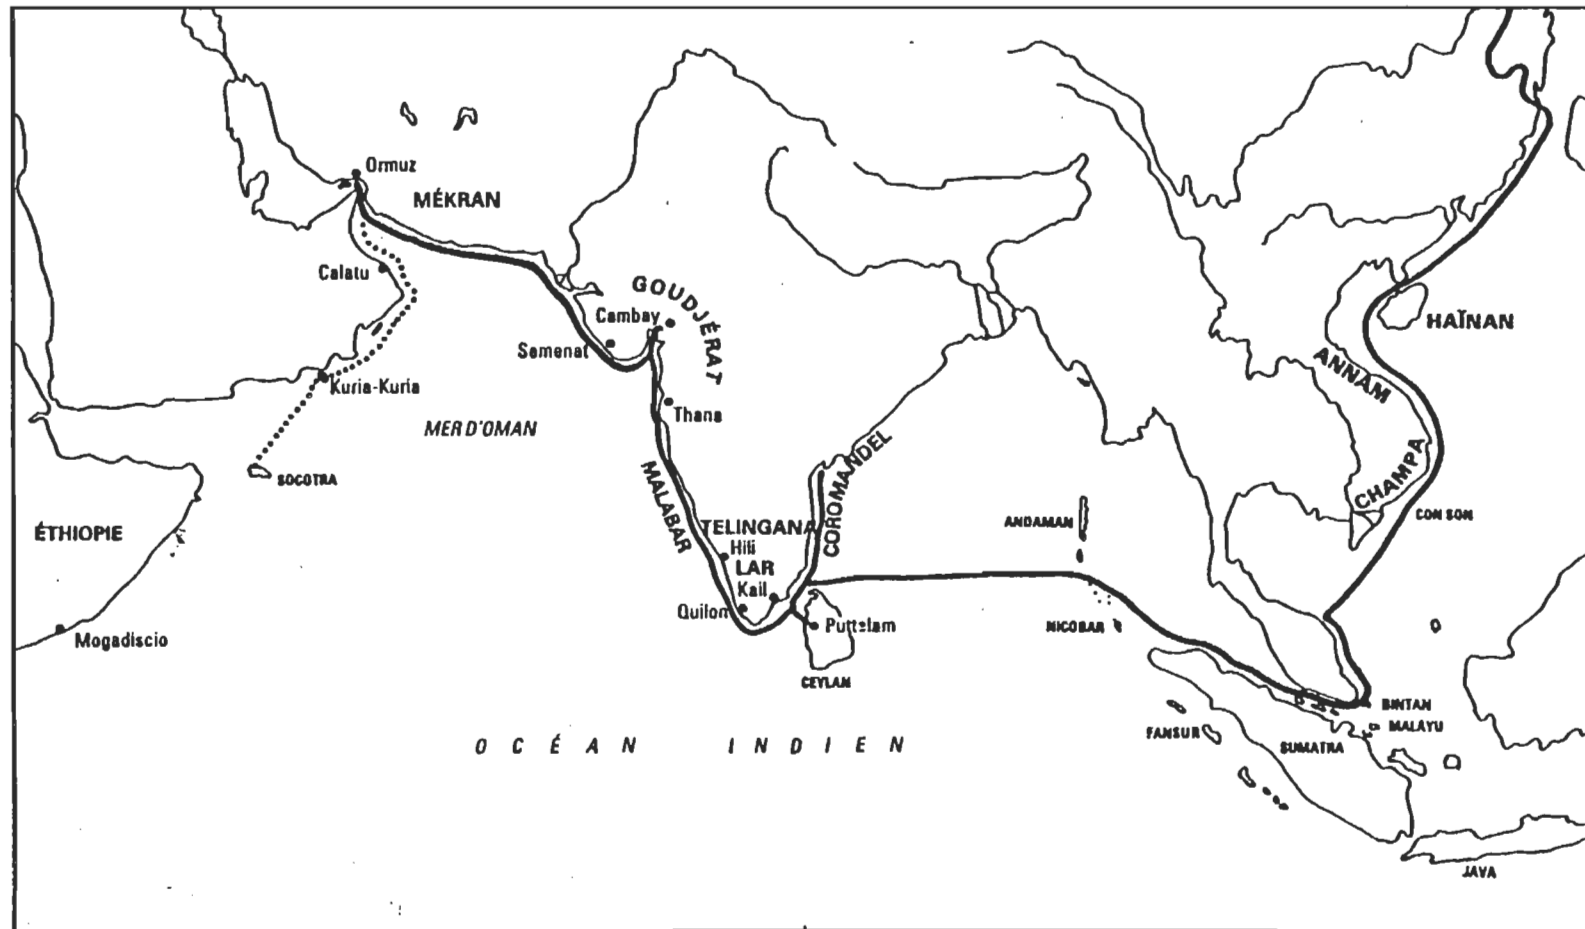 Ormuz
MÉKRAN
Calatu
GOUDJÉRAT
Cambay
Semenat
HAÏNAN
Kuria-Kuria
ANNAM
Thana
MER D'OMAN
SOCOTRA
MALABAR
COROMANDEL
CHAMPA
ÉTHIOPIE
TELINGANA
ANDAMAN
CON SON
Hili
LAR
Kail
Quilon
Puttelam
NICOBAR
Mogadiscio
CEYLAN
BINTAN
MALAYU
FANSUR
SUMATRA
OCÉAN INDIEN
JAVA